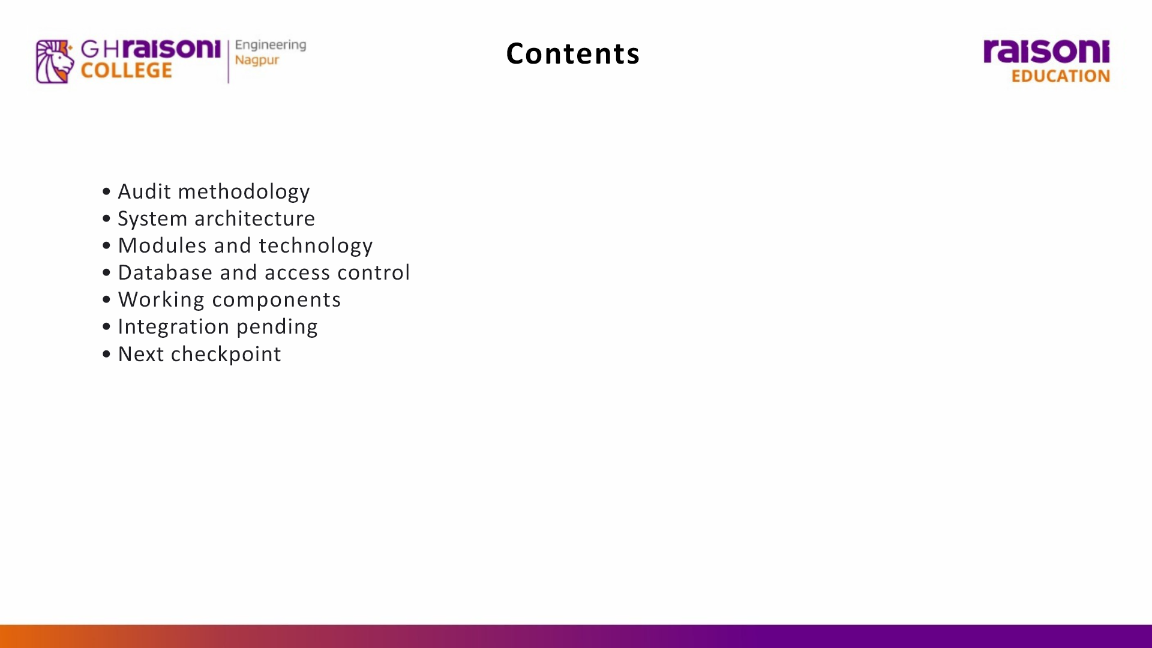 GHraisoni
COLLEGE
Engineering
Nagpur
Contents
raisoni
EDUCATION
• Audit methodology
• System architecture
• Modules and technology
• Database and access control
• Working components
• Integration pending
• Next checkpoint